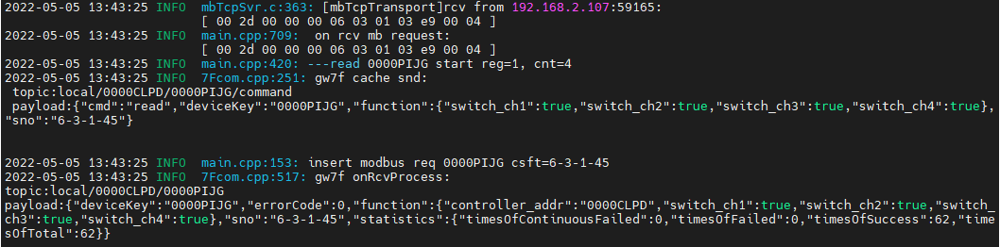 2022-05-05 13:43:25 INFO  mbTcpSvr.c:363: [mbTcpTransport]rcv from 192.168.2.107:59165:
[ 00 2d 00 00 00 06 03 01 03 e9 00 04 ]
2022-05-05 13:43:25 INFO  main.cpp:709:  on rcv mb request:
[ 00 2d 00 00 00 06 03 01 03 e9 00 04 ]
2022-05-05 13:43:25 INFO  main.cpp:420: ---read 0000PIJG start reg=1, cnt=4
2022-05-05 13:43:25 INFO  7Fcom.cpp:251: gw7f cache snd:
topic:local/0000CLPD/0000PIJG/command
payload:{"cmd":"read","deviceKey":"0000PIJG","function":{"switch_ch1":true,"switch_ch2":true,"switch_ch3":true,"switch_ch4":true},
"sno":"6-3-1-45"}
2022-05-05 13:43:25 INFO  main.cpp:153: insert modbus req 0000PIJG csft=6-3-1-45
2022-05-05 13:43:25 INFO  7Fcom.cpp:517: gw7f onRcvProcess:
topic:local/0000CLPD/0000PIJG
payload:{"deviceKey":"0000PIJG","errorCode":0,"function":{"controller_addr":"0000CLPD","switch_ch1":true,"switch_ch2":true,"switch_
ch3":true,"switch_ch4":true},"sno":"6-3-1-45","statistics":{"timesOfContinuousFailed":0,"timesOfFailed":0,"timesOfSuccess":62,"time
sOfTotal":62}}